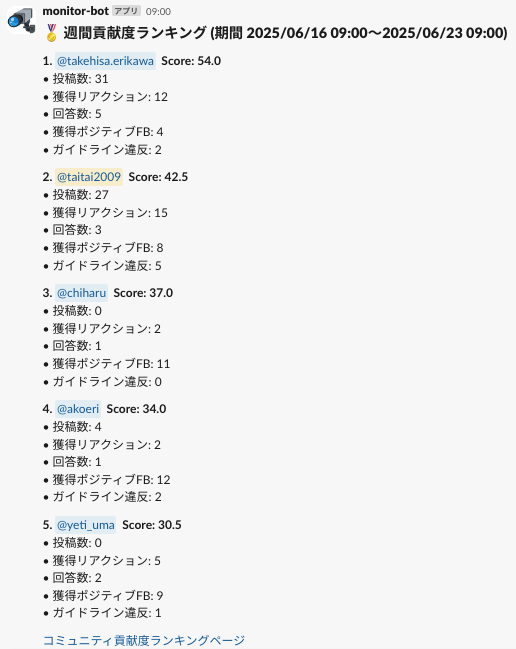 monitor-bot アプリ 09:00
🏅 週間貢献度ランキング (期間 2025/06/16 09:00〜2025/06/23 09:00)
1. @takehisa.erikawa Score: 54.0
• 投稿数: 31
• 獲得リアクション: 12
• 回答数: 5
• 獲得ポジティブFB: 4
• ガイドライン違反: 2
2. @taitai2009 Score: 42.5
• 投稿数: 27
• 獲得リアクション: 15
• 回答数: 3
• 獲得ポジティブFB: 8
• ガイドライン違反: 5
3. @chiharu Score: 37.0
• 投稿数: 0
• 獲得リアクション: 2
• 回答数: 1
• 獲得ポジティブFB: 11
• ガイドライン違反: 0
4. @akoeri Score: 34.0
• 投稿数: 4
• 獲得リアクション: 2
• 回答数: 1
• 獲得ポジティブFB: 12
• ガイドライン違反: 2
5. @yeti_uma Score: 30.5
• 投稿数: 0
• 獲得リアクション: 5
• 回答数: 2
• 獲得ポジティブFB: 9
• ガイドライン違反: 1
コミュニティ貢献度ランキングページ